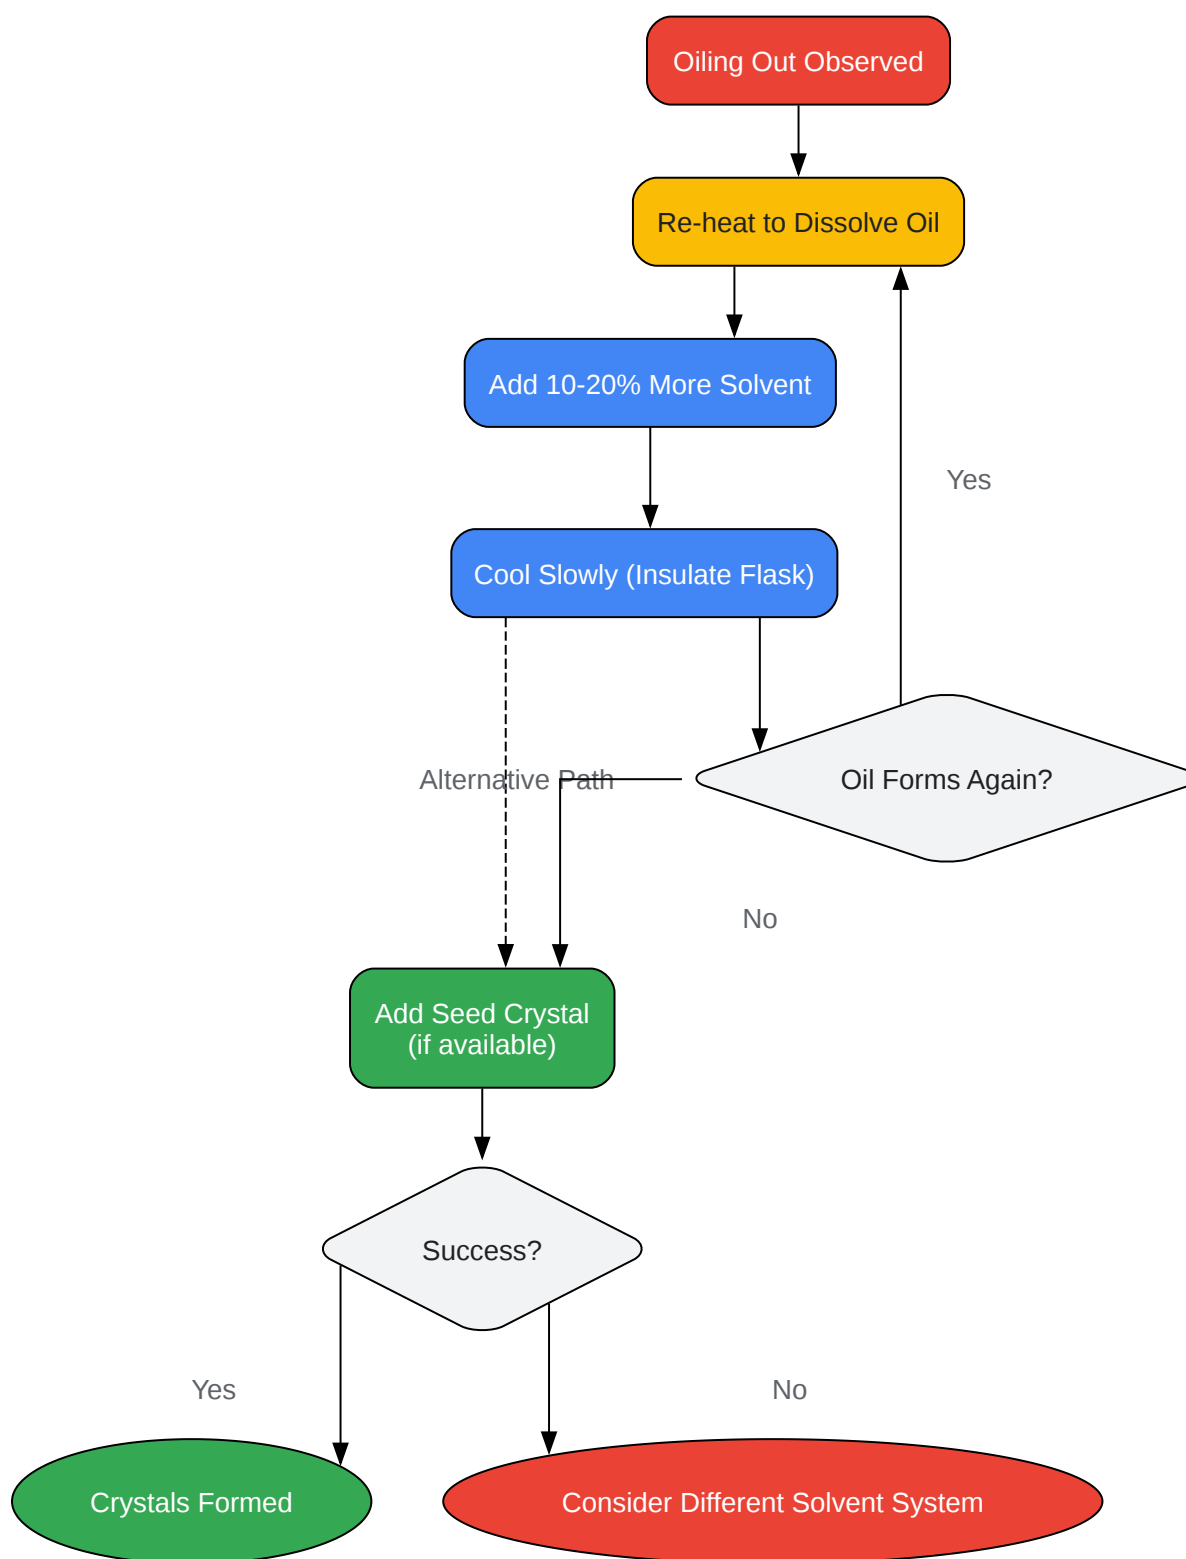 Oiling Out Observed
Re-heat to Dissolve Oil
Add 10-20% More Solvent
Yes
Cool Slowly (Insulate Flask)
Alternative Path
Oil Forms Again?
No
Add Seed Crystal
(if available)
Success?
Yes
No
Crystals Formed
Consider Different Solvent System